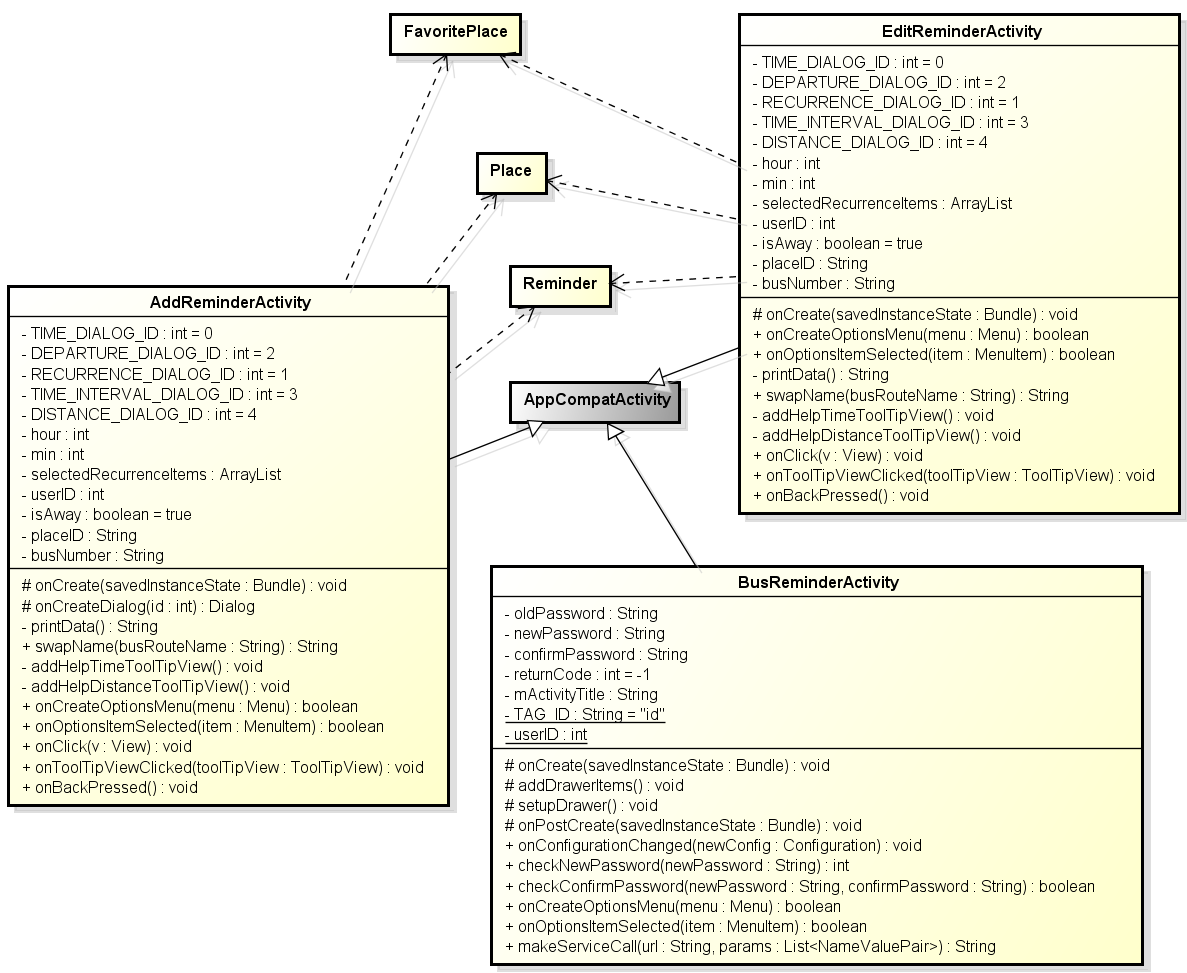 FavoritePlace
Place
Reminder
AppCompatActivity
EditReminderActivity
- TIME_DIALOG_ID : int = 0
- DEPARTURE_DIALOG_ID : int = 2
- RECURRENCE_DIALOG_ID : int = 1
- TIME_INTERVAL_DIALOG_ID : int = 3
- DISTANCE_DIALOG_ID : int = 4
- hour : int
- min : int
- selectedRecurrenceItems : ArrayList
- userID : int
- isAway : boolean = true
- placeID : String
- busNumber : String
# onCreate(savedInstanceState : Bundle) : void
+ onCreateOptionsMenu(menu : Menu) : boolean
+ onOptionsItemSelected(item : MenuItem) : boolean
- printData() : String
+ swapName(busRouteName : String) : String
- addHelpTimeToolTipView() : void
- addHelpDistanceToolTipView() : void
+ onClick(v : View) : void
+ onToolTipViewClicked(toolTipView : ToolTipView) : void
+ onBackPressed() : void
AddReminderActivity
- TIME_DIALOG_ID : int = 0
- DEPARTURE_DIALOG_ID : int = 2
- RECURRENCE_DIALOG_ID : int = 1
- TIME_INTERVAL_DIALOG_ID : int = 3
- DISTANCE_DIALOG_ID : int = 4
- hour : int
- min : int
- selectedRecurrenceItems : ArrayList
- userID : int
- isAway : boolean = true
- placeID : String
- busNumber : String
# onCreate(savedInstanceState : Bundle) : void
# onCreateDialog(id : int) : Dialog
- printData() : String
+ swapName(busRouteName : String) : String
- addHelpTimeToolTipView() : void
- addHelpDistanceToolTipView() : void
+ onCreateOptionsMenu(menu : Menu) : boolean
+ onOptionsItemSelected(item : MenuItem) : boolean
+ onClick(v : View) : void
+ onToolTipViewClicked(toolTipView : ToolTipView) : void
+ onBackPressed() : void
BusReminderActivity
- oldPassword : String
- newPassword : String
- confirmPassword : String
- returnCode : int = -1
- mActivityTitle : String
- TAG_ID : String = "id"
- userID : int
# onCreate(savedInstanceState : Bundle) : void
# addDrawerItems() : void
# setupDrawer() : void
# onPostCreate(savedInstanceState : Bundle) : void
+ onConfigurationChanged(newConfig : Configuration) : void
+ checkNewPassword(newPassword : String) : int
+ checkConfirmPassword(newPassword : String, confirmPassword : String) : boolean
+ onCreateOptionsMenu(menu : Menu) : boolean
+ onOptionsItemSelected(item : MenuItem) : boolean
+ makeServiceCall(url : String, params : List<NameValuePair>) : String